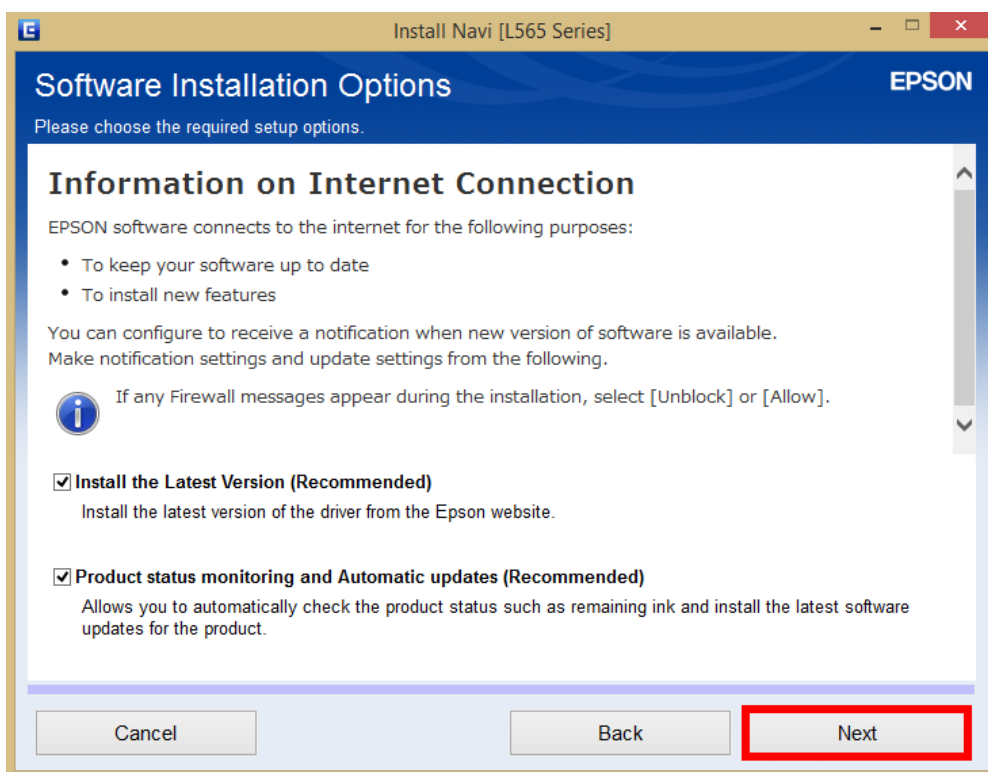 Install Navi [L565 Series]
Software Installation Options
EPSON
Please choose the required setup options.
Information on Internet Connection
EPSON software connects to the internet for the following purposes:
• To keep your software up to date
• To install new features
You can configure to receive a notification when new version of software is available.
Make notification settings and update settings from the following.
If any Firewall messages appear during the installation, select [Unblock] or [Allow].
Install the Latest Version (Recommended)
Install the latest version of the driver from the Epson website.
Product status monitoring and Automatic updates (Recommended)
Allows you to automatically check the product status such as remaining ink and install the latest software
updates for the product.
Cancel
Back
Next